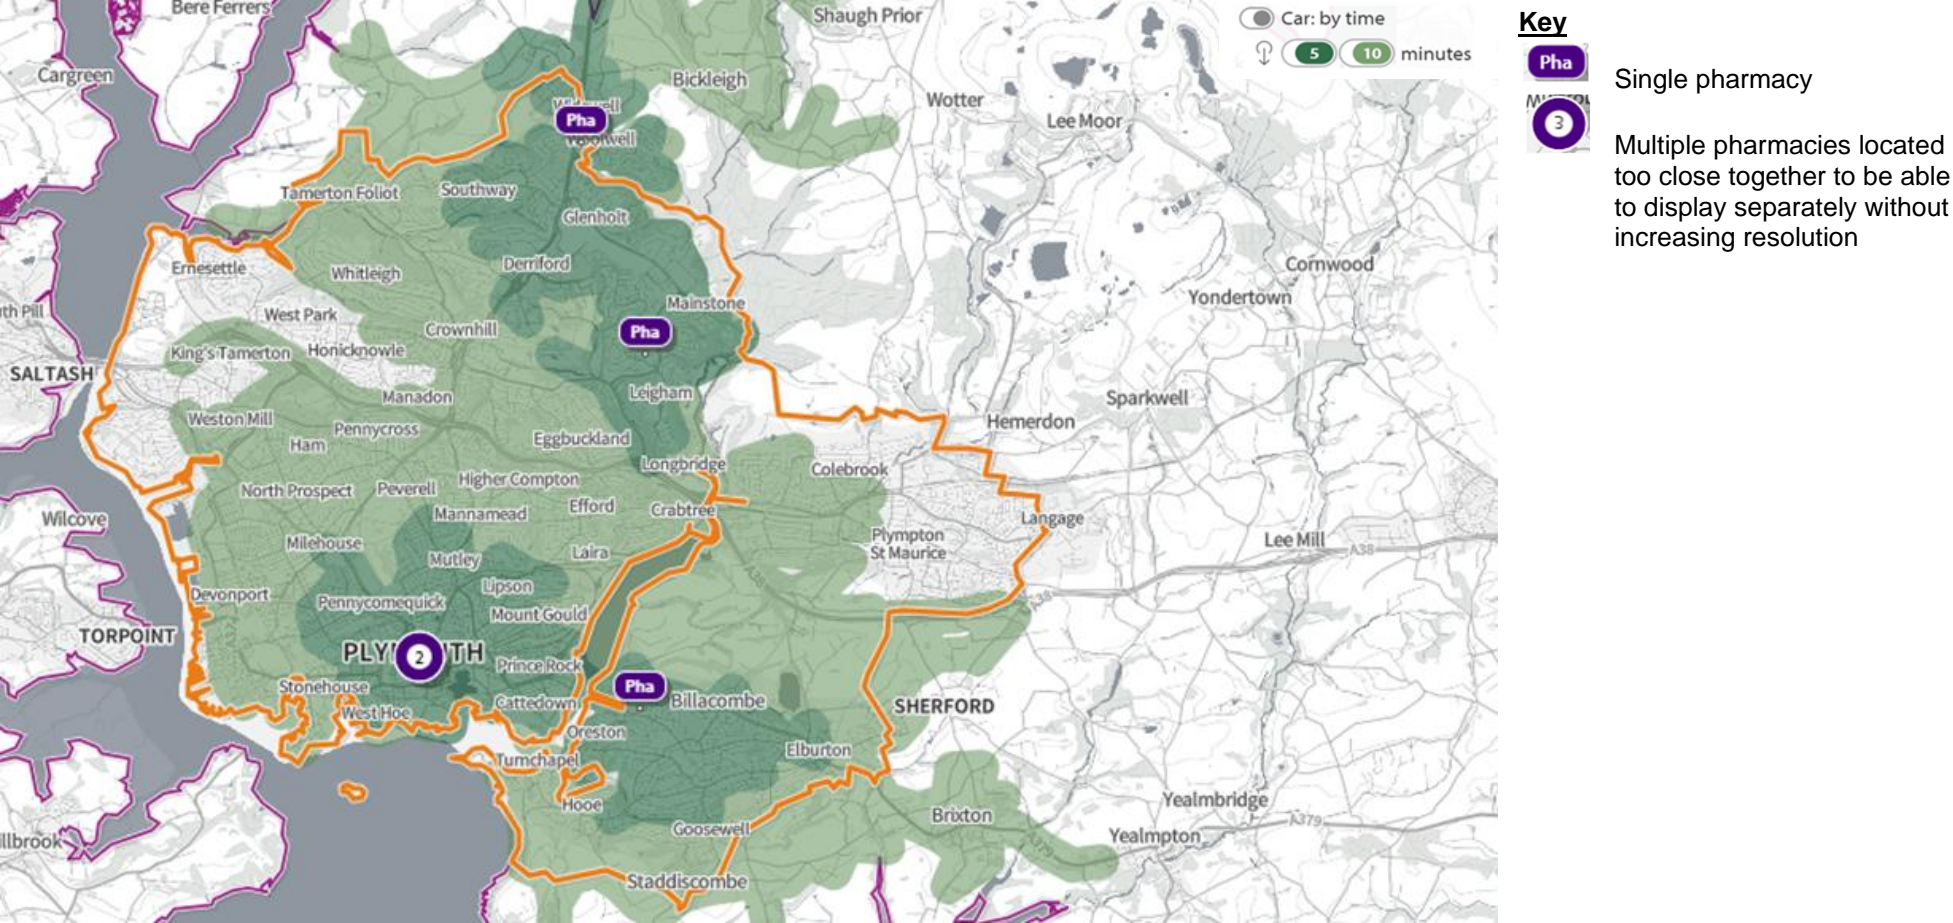 Bere Ferrers
Shaugh Prior
Car: by time
5 10 minutes
Cargreen
Bickleigh
Wotter
Lee Moor
Pha
Tamerton Foliot
Southway
Glenholt
Ernesettle
Whitleigh
Derriford
Cornwood
Yondertown
Mainstone
West Park
Crownhill
Pha
King's Tamerton
Honicknowle
SALTASH
Leigham
Manadon
Sparkwell
Hemerdon
Weston Mill
Pennycross
Ham
Eggbuckland
Longbridge
Colebrook
North Prospect
Peverell
Higher Compton
Efford
Crabtree
Mannamead
Wilcove
Langage
Milehouse
Plympton
St Maurice
Lee Mill
A38
Mutley
Laira
A38
Lipson
Devonport
Pennycomequick
Mount Gould
A38
TORPOINT
2
Prince Rock
Stonehouse
Pha
Cattedown
Billacombe
SHERFORD
West Hoe
Oreston
Elburton
Turnchapel
Hooe
Goosewell
Brixton
Yealmbridge
Yealmpton
A379
A379
Staddiscombe
Key
Pha
Single pharmacy
3
Multiple pharmacies located
too close together to be able
to display separately without
increasing resolution